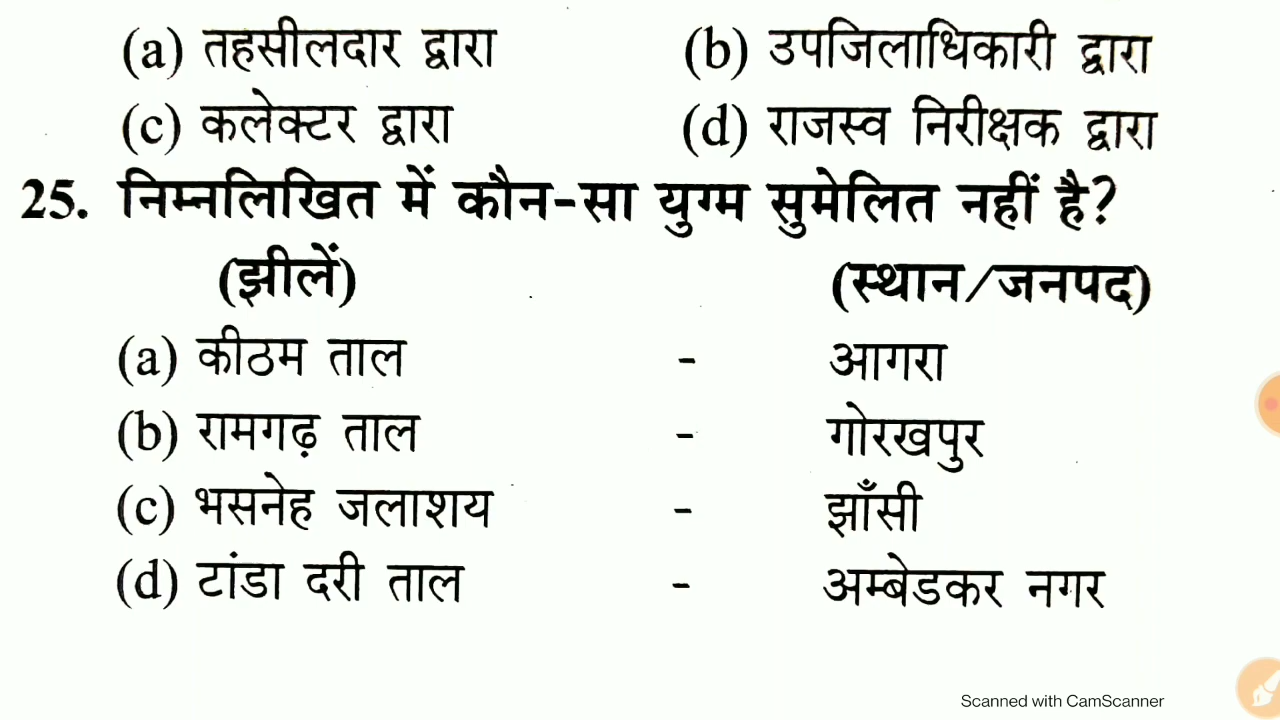 (a) तहसीलदार द्वारा (b) उपजिलाधिकारी द्वारा
(c) कलेक्टर द्वारा (d) राजस्व निरीक्षक द्वारा
25. निम्नलिखित में कौन-सा युग्म सुमेलित नहीं है?
(झीलें) (स्थान/जनपद)
(a) कीठम ताल - आगरा
(b) रामगढ़ ताल - गोरखपुर
(c) भसनेह जलाशय - झाँसी
(d) टांडा दरी ताल - अम्बेडकर नगर
Scanned with CamScanner